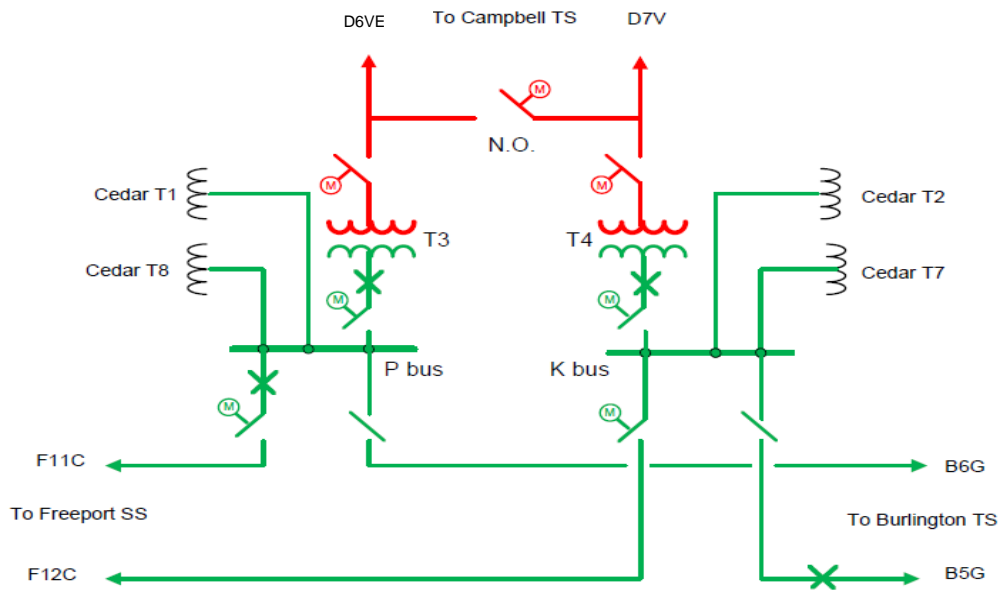 D6VE
To Campbell TS
D7V
M
N.O.
M
M
Cedar T1
Cedar T2
T3
T4
Cedar T8
Cedar T7
M
M
P bus
K bus
M
M
F11C
B6G
To Freeport SS
To Burlington TS
F12C
B5G